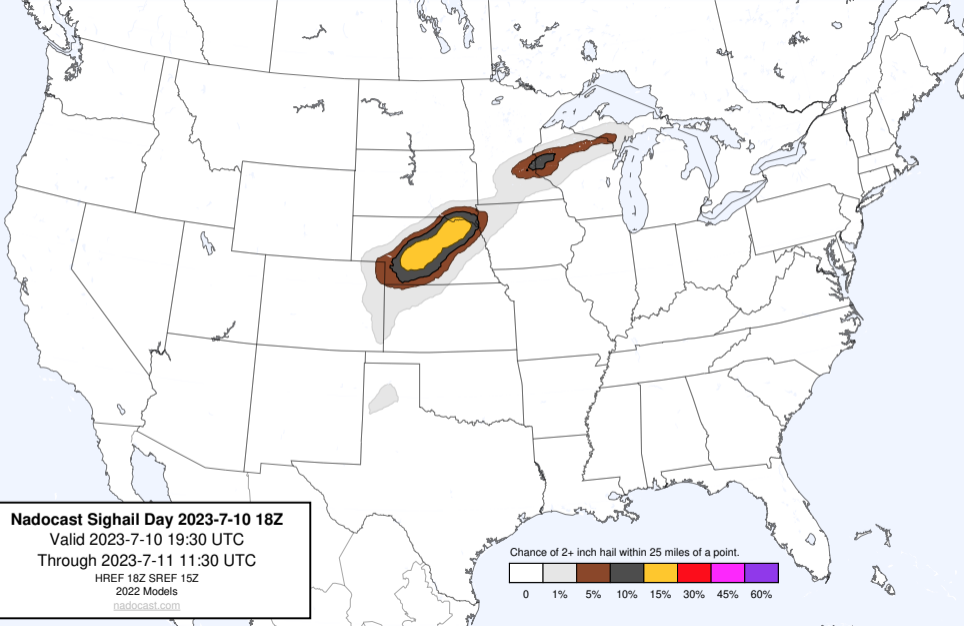 Nadocast Sighail Day 2023-7-10 18Z
Valid 2023-7-10 19:30 UTC
Through 2023-7-11 11:30 UTC
HREF 18Z SREF 15Z
2022 Models
nadocast.com
Chance of 2+ inch hail within 25 miles of a point.
0 1% 5% 10% 15% 30% 45% 60%